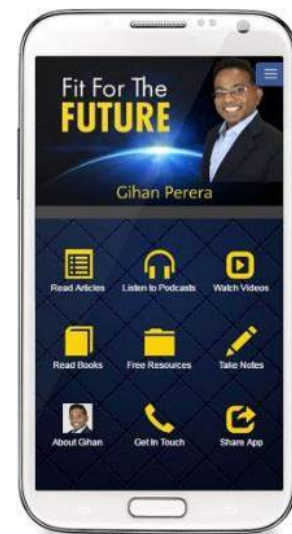 Fit For The
FUTURE
Gihan Perera
Read Articles
Listen to Podcasts
Watch Videos
Read Books
Free Resources
Take Notes
About Gihan
Get In Touch
Share App